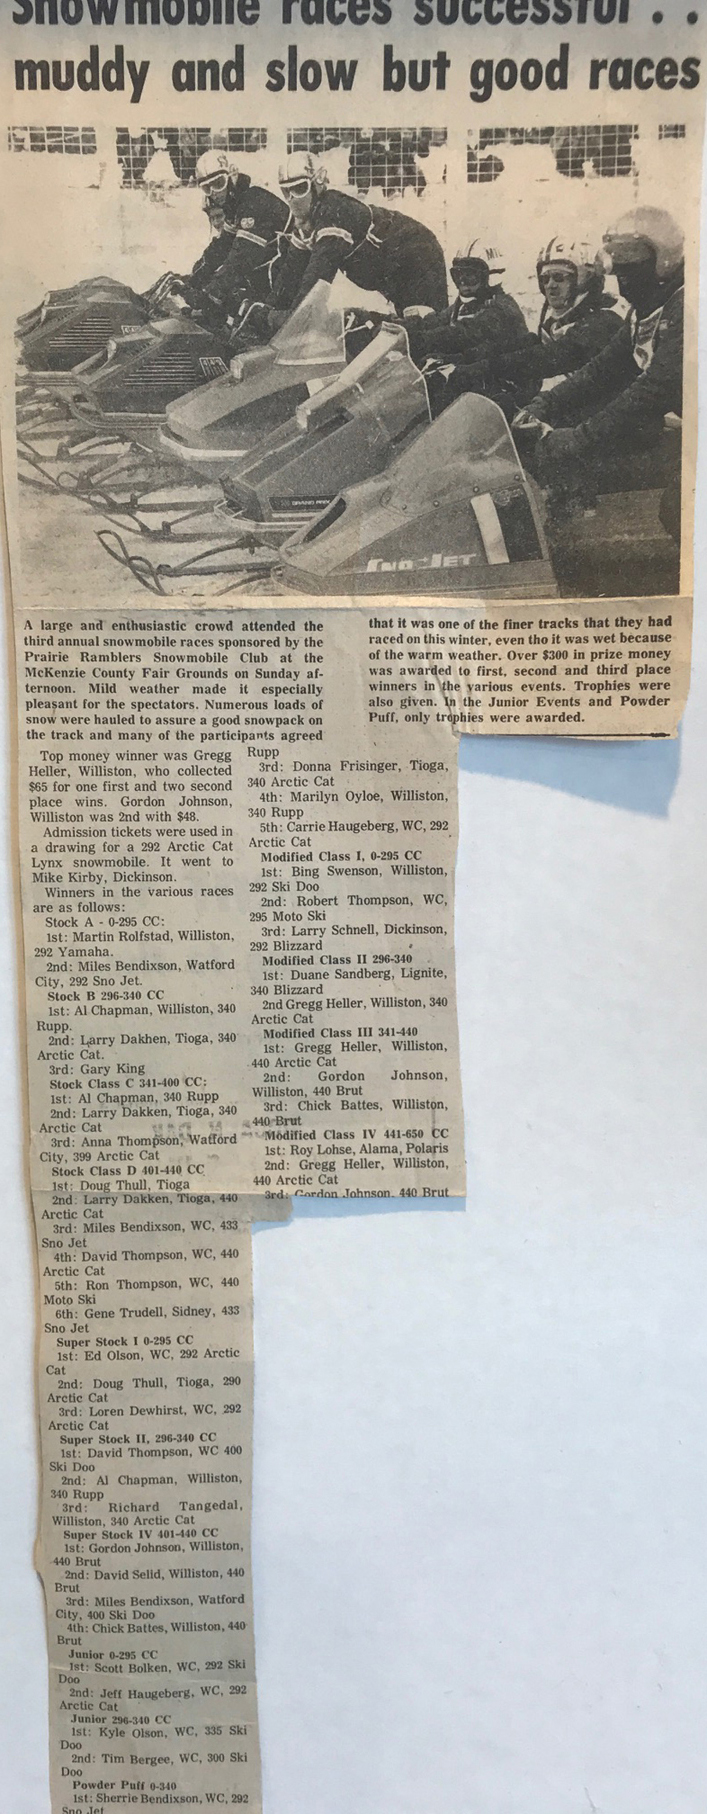 Snowmobile races successful . .
muddy and slow but good races
GRAND PRIX
SNO-JET
A large and enthusiastic crowd attended the
third annual snowmobile races sponsored by the
Prairie Ramblers Snowmobile Club at the
McKenzie County Fair Grounds on Sunday af-
ternoon. Mild weather made it especially
pleasant for the spectators. Numerous loads of
snow were hauled to assure a good snowpack on
the track and many of the participants agreed
that it was one of the finer tracks that they had
raced on this winter, even tho it was wet because
of the warm weather. Over $300 in prize money
was awarded to first, second and third place
winners in the various events. Trophies were
also given. In the Junior Events and Powder
Puff, only trophies were awarded.
Top money winner was Gregg
Heller, Williston, who collected
$65 for one first and two second
place wins. Gordon Johnson,
Williston was 2nd with $48.
Admission tickets were used in
a drawing for a 292 Arctic Cat
Lynx snowmobile. It went to
Mike Kirby, Dickinson.
Winners in the various races
are as follows:
Stock A - 0-295 CC:
1st: Martin Rolfstad, Williston,
292 Yamaha.
2nd: Miles Bendixson, Watford
City, 292 Sno Jet.
Stock B 296-340 CC
1st: Al Chapman, Williston, 340
Rupp.
2nd: Larry Dakhen, Tioga, 340
Arctic Cat.
3rd: Gary King
Stock Class C 341-400 CC:
1st: Al Chapman, 340 Rupp
2nd: Larry Dakken, Tioga, 340
Arctic Cat
3rd: Anna Thompson, Watford
City, 399 Arctic Cat
Stock Class D 401-440 CC
1st: Doug Thull, Tioga
2nd: Larry Dakken, Tioga, 440
Arctic Cat
3rd: Miles Bendixson, WC, 433
Sno Jet
4th: David Thompson, WC, 440
Arctic Cat
5th: Ron Thompson, WC, 440
Moto Ski
6th: Gene Trudell, Sidney, 433
Sno Jet
Super Stock I 0-295 CC
1st: Ed Olson, WC, 292 Arctic
Cat
2nd: Doug Thull, Tioga, 290
Arctic Cat
3rd: Loren Dewhirst, WC, 292
Arctic Cat
Super Stock II, 296-340 CC
1st: David Thompson, WC 400
Ski Doo
2nd: Al Chapman, Williston,
340 Rupp
3rd: Richard Tangedal,
Williston, 340 Arctic Cat
Super Stock IV 401-440 CC
1st: Gordon Johnson, Williston,
440 Brut
2nd: David Selid, Williston, 440
Brut
3rd: Miles Bendixson, Watford
City, 400 Ski Doo
4th: Chick Battes, Williston, 440
Brut
Junior 0-295 CC
1st: Scott Bolken, WC, 292 Ski
Doo
2nd: Jeff Haugeberg, WC, 292
Arctic Cat
Junior 296-340 CC
1st: Kyle Olson, WC, 335 Ski
Doo
2nd: Tim Bergee, WC, 300 Ski
Doo
Powder Puff 0-340
1st: Sherrie Bendixson, WC, 292
Sno Jet
Rupp
3rd: Donna Frisinger, Tioga,
340 Arctic Cat
4th: Marilyn Oyloe, Williston,
340 Rupp
5th: Carrie Haugeberg, WC, 292
Arctic Cat
Modified Class I, 0-295 CC
1st: Bing Swenson, Williston,
292 Ski Doo
2nd: Robert Thompson, WC,
295 Moto Ski
3rd: Larry Schnell, Dickinson,
292 Blizzard
Modified Class II 296-340
1st: Duane Sandberg, Lignite,
340 Blizzard
2nd Gregg Heller, Williston, 340
Arctic Cat
Modified Class III 341-440
1st: Gregg Heller, Williston,
440 Arctic Cat
2nd: Gordon Johnson,
Williston, 440 Brut
3rd: Chick Battes, Williston,
440 Brut
Modified Class IV 441-650 CC
1st: Roy Lohse, Alama, Polaris
2nd: Gregg Heller, Williston,
440 Arctic Cat
3rd: Gordon Johnson, 440 Brut